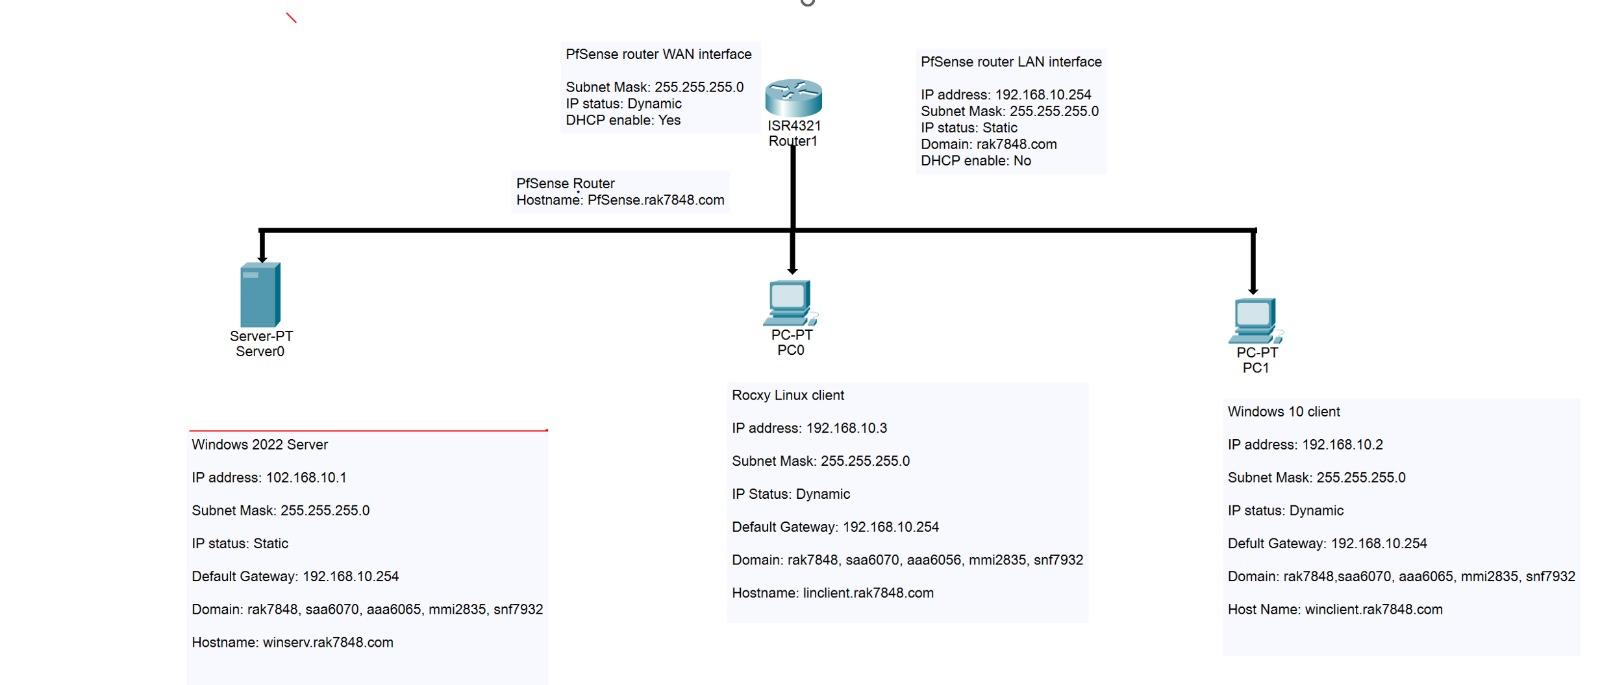 PfSense router WAN interface
Subnet Mask: 255.255.255.0
IP status: Dynamic
DHCP enable: Yes
ISR4321
Router1
PfSense router LAN interface
IP address: 192.168.10.254
Subnet Mask: 255.255.255.0
IP status: Static
Domain: rak7848.com
DHCP enable: No
PfSense Router
Hostname: PfSense.rak7848.com
Server-PT
Server0
PC-PT
PC0
PC-PT
PC1
Windows 2022 Server
IP address: 102.168.10.1
Subnet Mask: 255.255.255.0
IP status: Static
Default Gateway: 192.168.10.254
Domain: rak7848, saa6070, aaa6065, mmi2835, snf7932
Hostname: winserv.rak7848.com
Rocxy Linux client
IP address: 192.168.10.3
Subnet Mask: 255.255.255.0
IP Status: Dynamic
Default Gateway: 192.168.10.254
Domain: rak7848, saa6070, aaa6056, mmi2835, snf7932
Hostname: linclient.rak7848.com
Windows 10 client
IP address: 192.168.10.2
Subnet Mask: 255.255.255.0
IP status: Dynamic
Defult Gateway: 192.168.10.254
Domain: rak7848,saa6070, aaa6065, mmi2835, snf7932
Host Name: winclient.rak7848.com